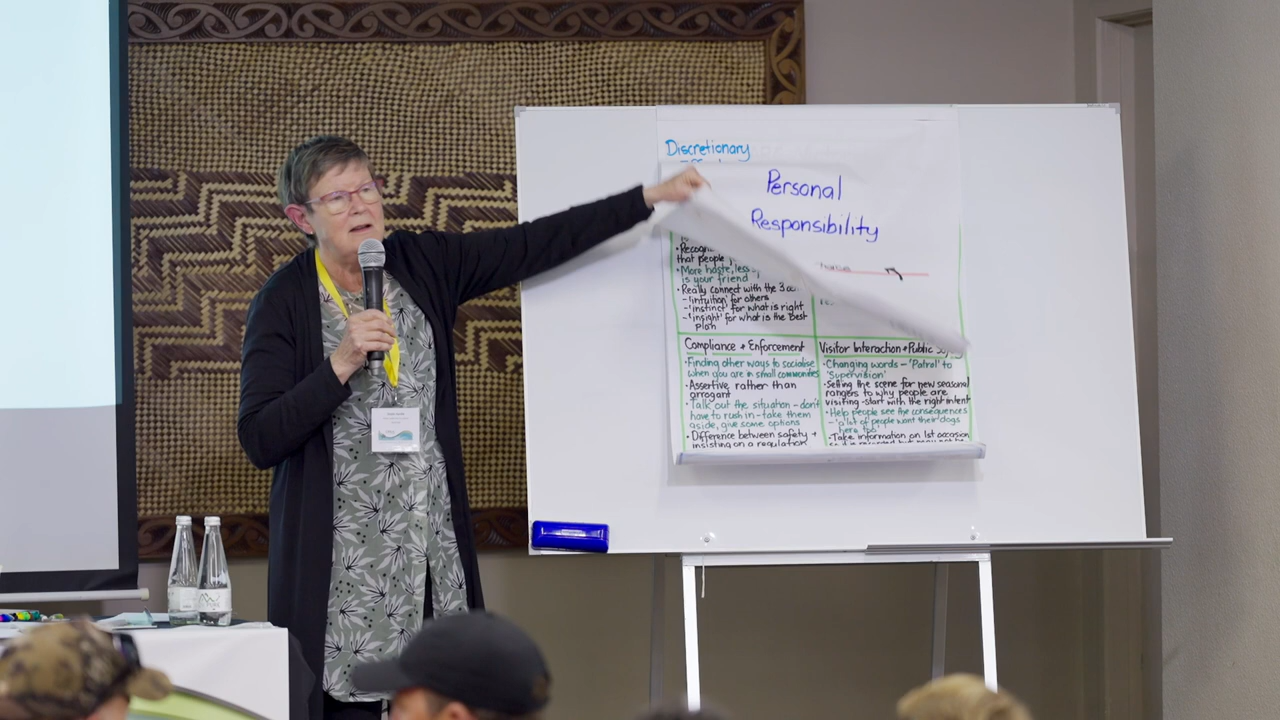 Discretionary
Personal
Responsibility
that people
• More haste, less
is your friend
• Really connect with the 3
- 'intuition' for others
- 'instinct' for what is right
- 'insight' for what is the best
plan
Compliance + Enforcement
• Finding other ways to socialise
when you are in small communities
• Assertive rather than
arrogant
• Talk out the situation - don't
have to rush in - take them
aside, give some options
• Difference between safety +
insisting on a regulation
Visitor Interaction + Public
• Changing words - 'Patrol' to
'Supervision'
• Selling the scene for new seasonal
rangers to why people are
visiting - start with the right intent
• Help people see the consequences
- 'a lot of people want their dogs
here too'
- Take information on 1st occasion